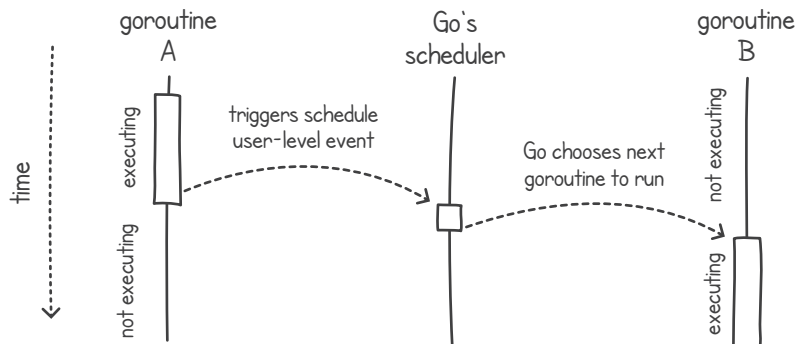 goroutine
A
Go's
scheduler
goroutine
B
time
executing
not executing
triggers schedule
user-level event
Go chooses next
goroutine to run
not executing
executing